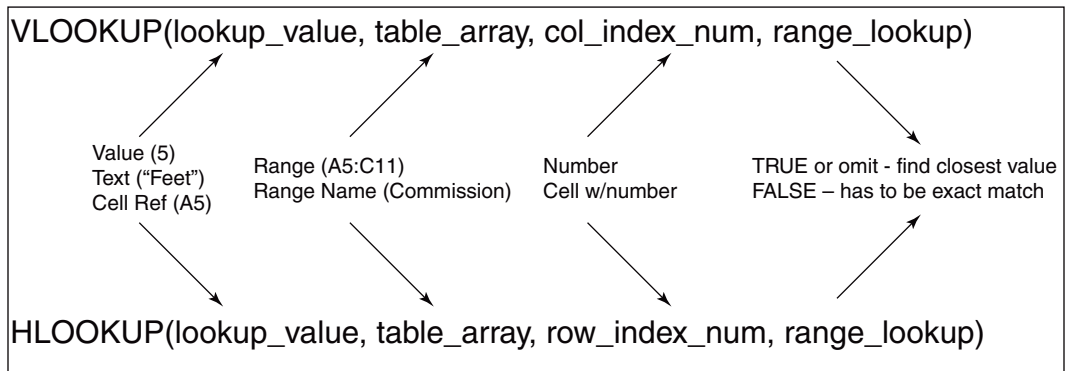 VLOOKUP(lookup_value, table_array, col_index_num, range_lookup)
Value (5)
Text (“Feet”)
Cell Ref (A5)
Range (A5:C11)
Range Name (Commission)
Number
Cell w/number
TRUE or omit - find closest value
FALSE – has to be exact match
HLOOKUP(lookup_value, table_array, row_index_num, range_lookup)